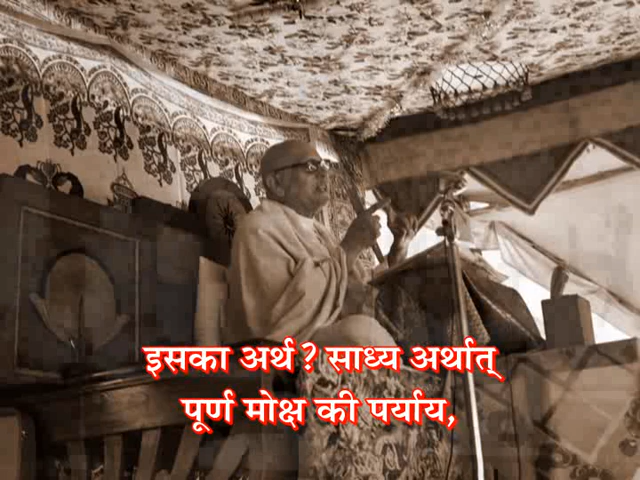 इसका अर्थ ? साध्य अर्थात्
पूर्ण मोक्ष की पर्याय,